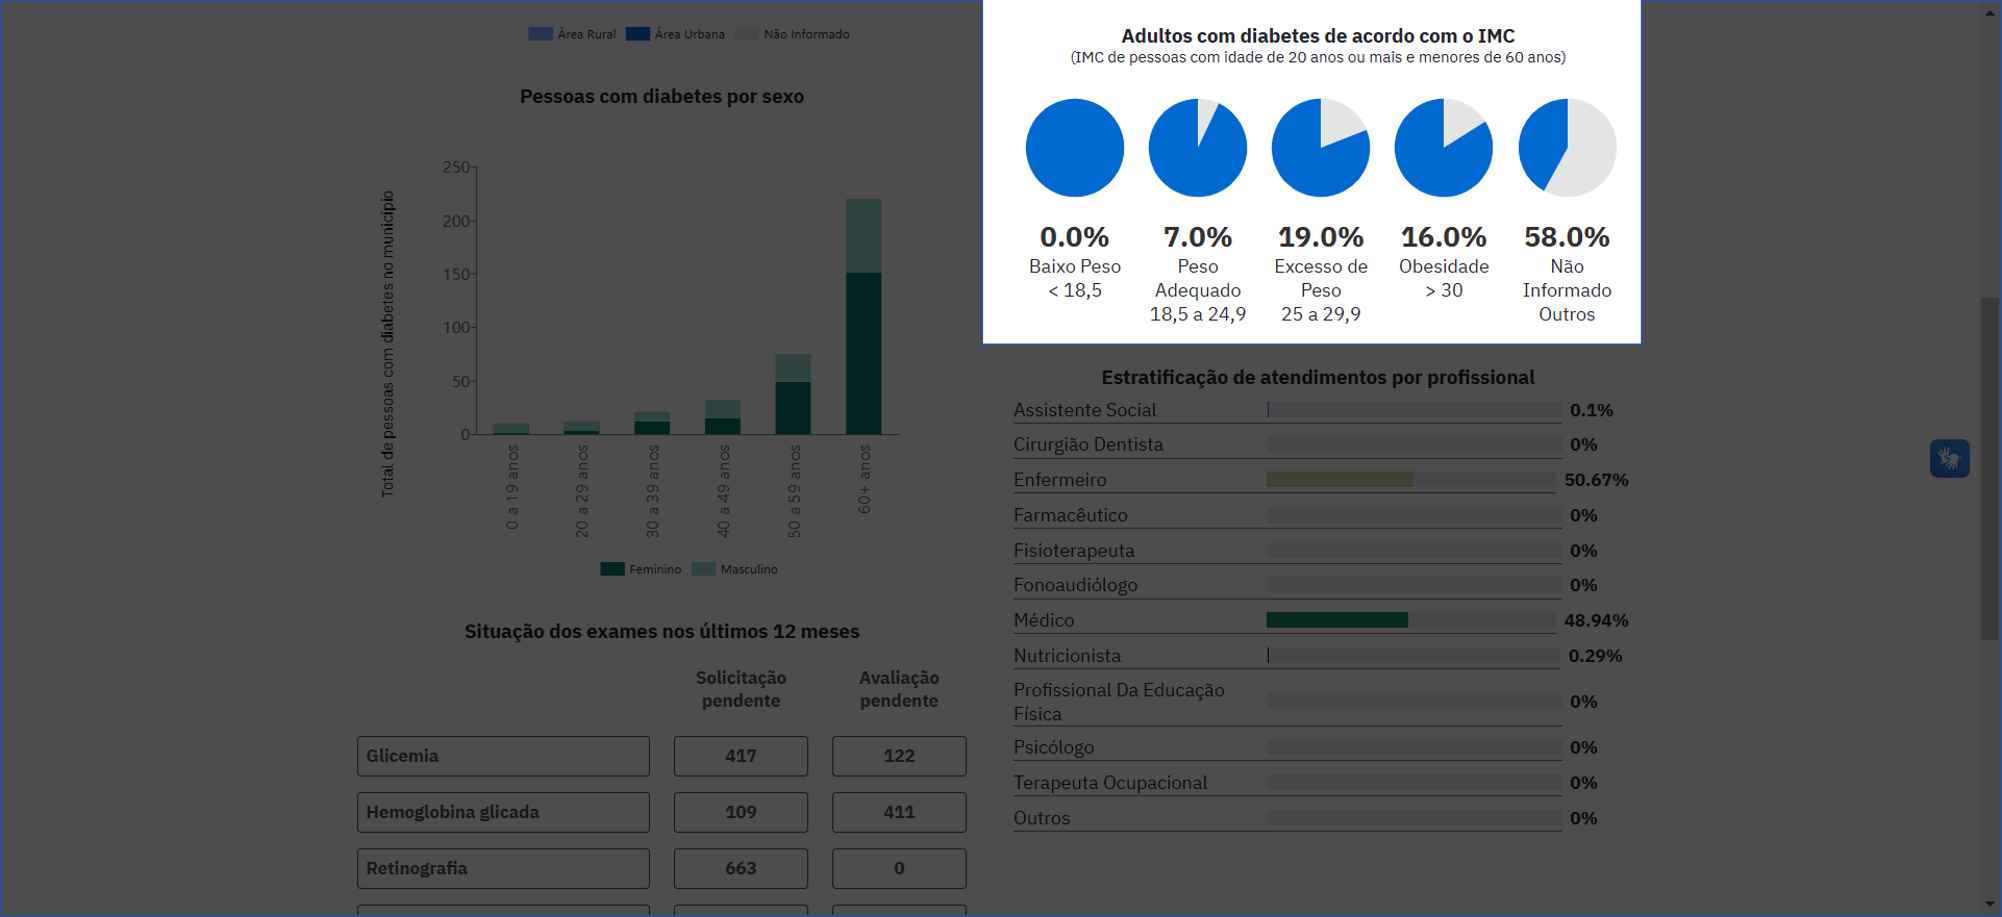 Área Rural Área Urbana Não Informado
Pessoas com diabetes por sexo
Total de pessoas com diabetes no município
250
200
150
100
50
0
0 a 19 anos
20 a 29 anos
30 a 39 anos
40 a 49 anos
50 a 59 anos
60+ anos
Feminino Masculino
Situação dos exames nos últimos 12 meses
Solicitação
pendente
Avaliação
pendente
Glicemia 417 122
Hemoglobina glicada 109 411
Retinografia 663 0
Adultos com diabetes de acordo com o IMC
(IMC de pessoas com idade de 20 anos ou mais e menores de 60 anos)
0.0%
Baixo Peso
< 18,5
7.0%
Peso
Adequado
18,5 a 24,9
19.0%
Excesso de
Peso
25 a 29,9
16.0%
Obesidade
> 30
58.0%
Não
Informado
Outros
Estratificação de atendimentos por profissional
Assistente Social 0.1%
Cirurgião Dentista 0%
Enfermeiro 50.67%
Farmacêutico 0%
Fisioterapeuta 0%
Fonoaudiólogo 0%
Médico 48.94%
Nutricionista 0.29%
Profissional Da Educação
Física 0%
Psicólogo 0%
Terapeuta Ocupacional 0%
Outros 0%